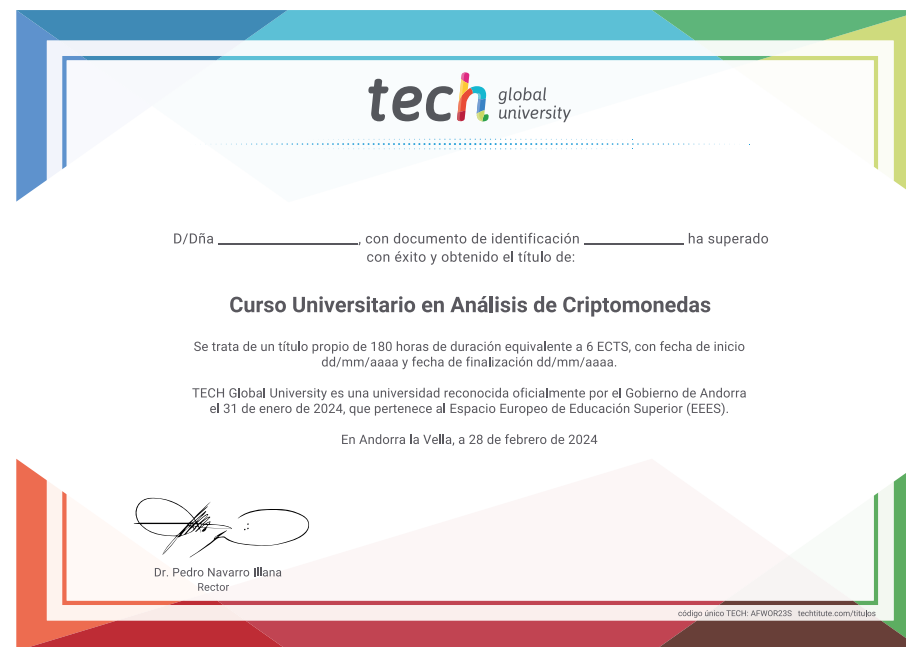 tech global university
D/Dña ________________, con documento de identificación ____________ ha superado
con éxito y obtenido el título de:
Curso Universitario en Análisis de Criptomonedas
Se trata de un título propio de 180 horas de duración equivalente a 6 ECTS, con fecha de inicio
dd/mm/aaaa y fecha de finalización dd/mm/aaaa.
TECH Global University es una universidad reconocida oficialmente por el Gobierno de Andorra
el 31 de enero de 2024, que pertenece al Espacio Europeo de Educación Superior (EEES).
En Andorra la Vella, a 28 de febrero de 2024
Dr. Pedro Navarro Illana
Rector
código único TECH: AFWOR23S techtitute.com/titulos